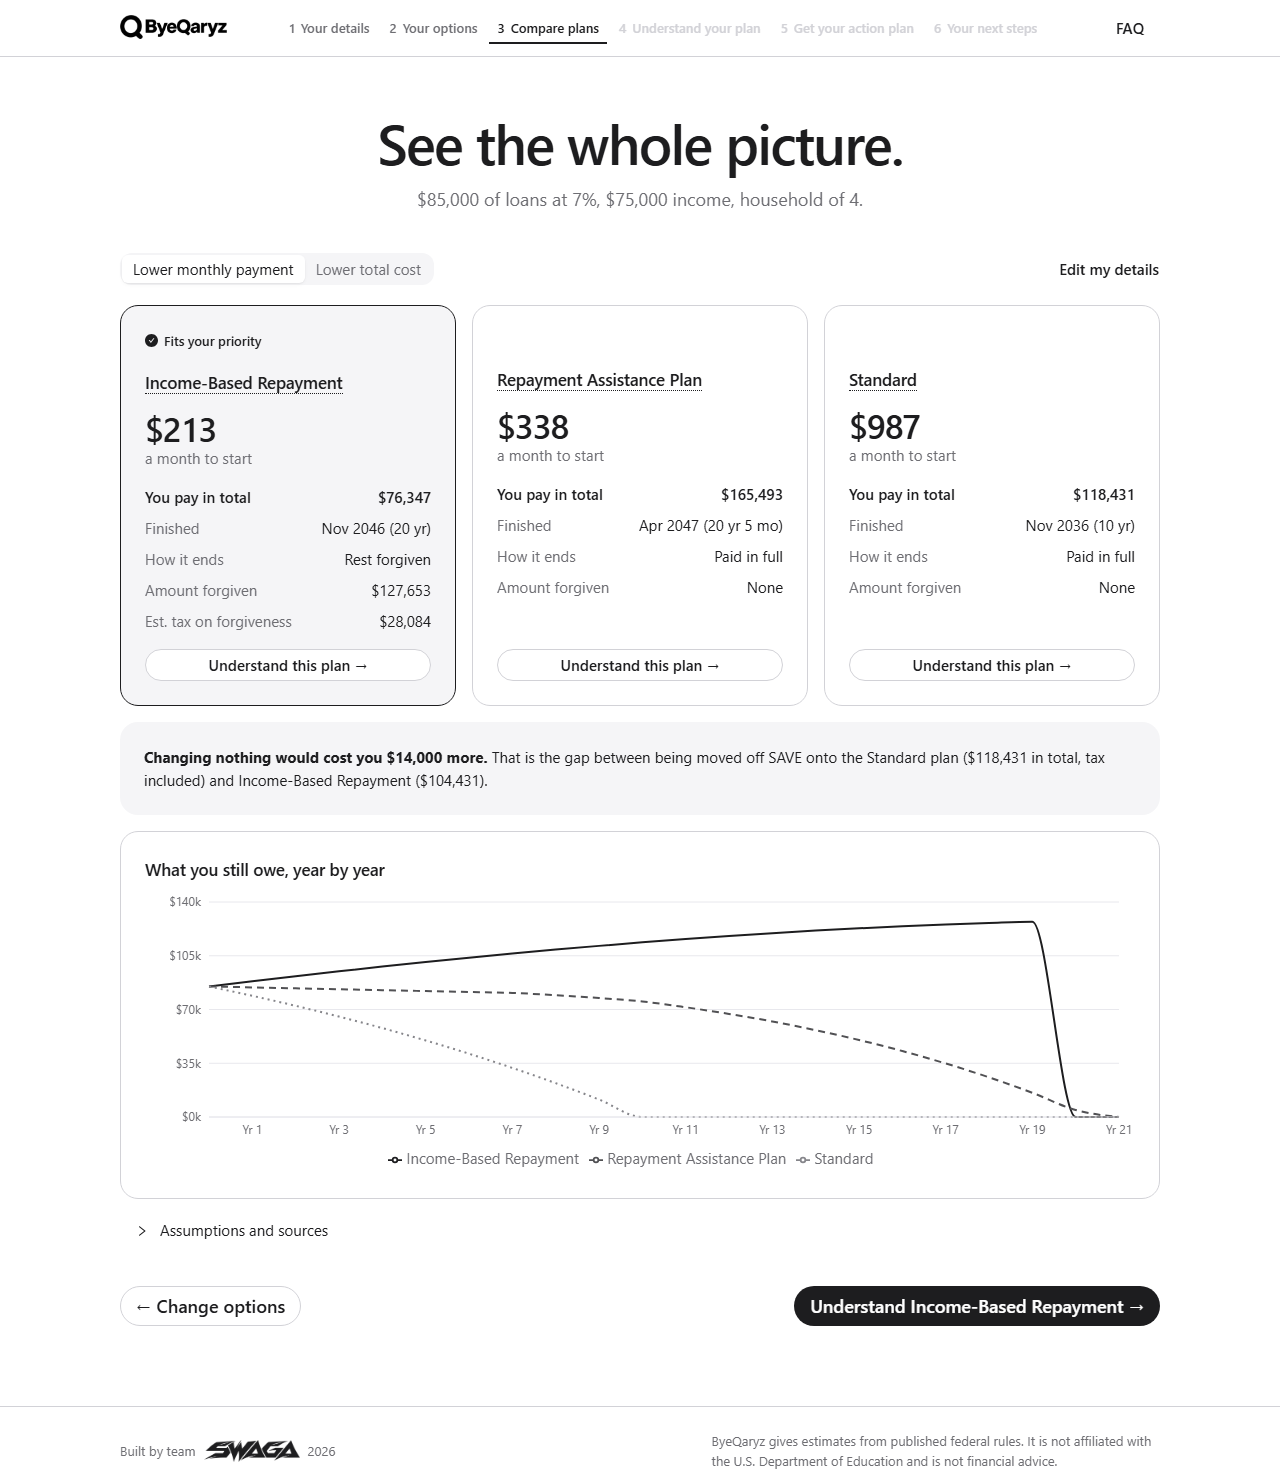 ByeQaryz
1 Your details
2 Your options
3 Compare plans
4 Understand your plan
5 Get your action plan
6 Your next steps
FAQ
See the whole picture.
$85,000 of loans at 7%, $75,000 income, household of 4.
Lower monthly payment
Lower total cost
Edit my details
Fits your priority
Income-Based Repayment
$213
a month to start
You pay in total $76,347
Finished Nov 2046 (20 yr)
How it ends Rest forgiven
Amount forgiven $127,653
Est. tax on forgiveness $28,084
Understand this plan →
Repayment Assistance Plan
$338
a month to start
You pay in total $165,493
Finished Apr 2047 (20 yr 5 mo)
How it ends Paid in full
Amount forgiven None
Understand this plan →
Standard
$987
a month to start
You pay in total $118,431
Finished Nov 2036 (10 yr)
How it ends Paid in full
Amount forgiven None
Understand this plan →
Changing nothing would cost you $14,000 more. That is the gap between being moved off SAVE onto the Standard plan ($118,431 in total, tax
included) and Income-Based Repayment ($104,431).
What you still owe, year by year
$140k
$105k
$70k
$35k
$0k
Yr 1 Yr 3 Yr 5 Yr 7 Yr 9 Yr 11 Yr 13 Yr 15 Yr 17 Yr 19 Yr 21
Income-Based Repayment Repayment Assistance Plan Standard
Assumptions and sources
← Change options
Understand Income-Based Repayment →
Built by team SWAGA 2026
ByeQaryz gives estimates from published federal rules. It is not affiliated with
the U.S. Department of Education and is not financial advice.